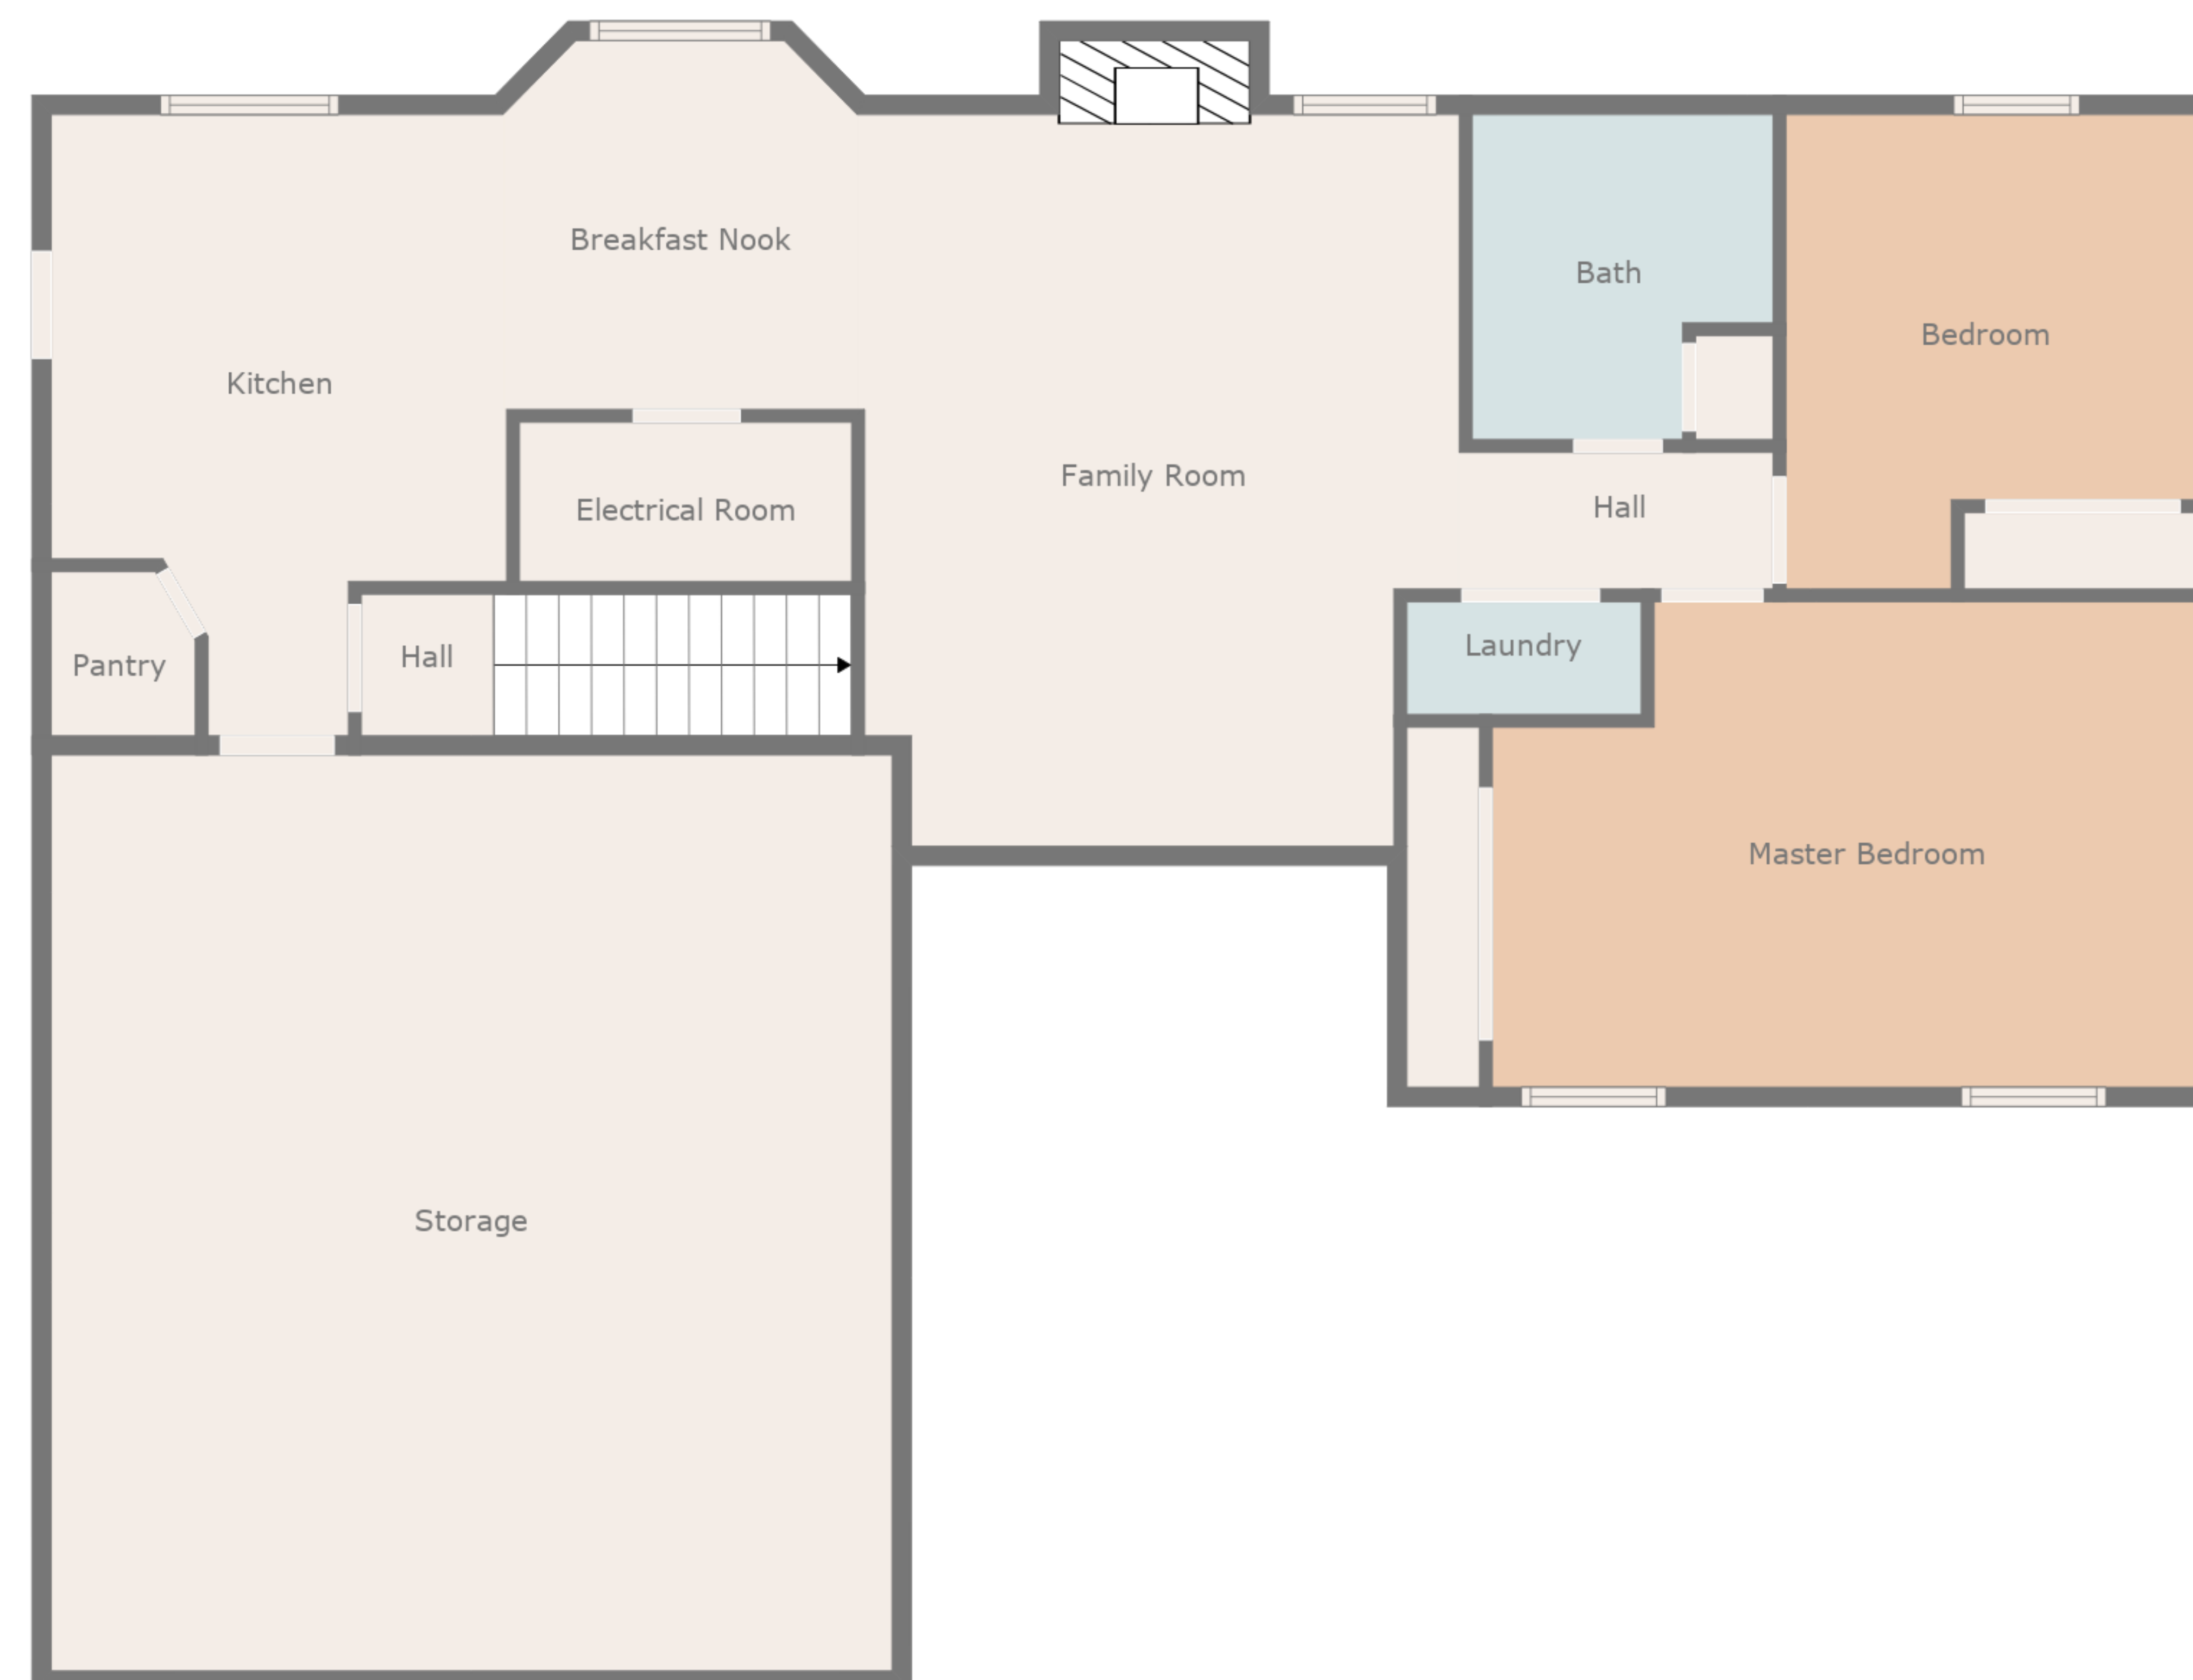 Breakfast Nook
Bath
Bedroom
Kitchen
Family Room
Electrical Room
Hall
Laundry
Hall
Pantry
Master Bedroom
Storage